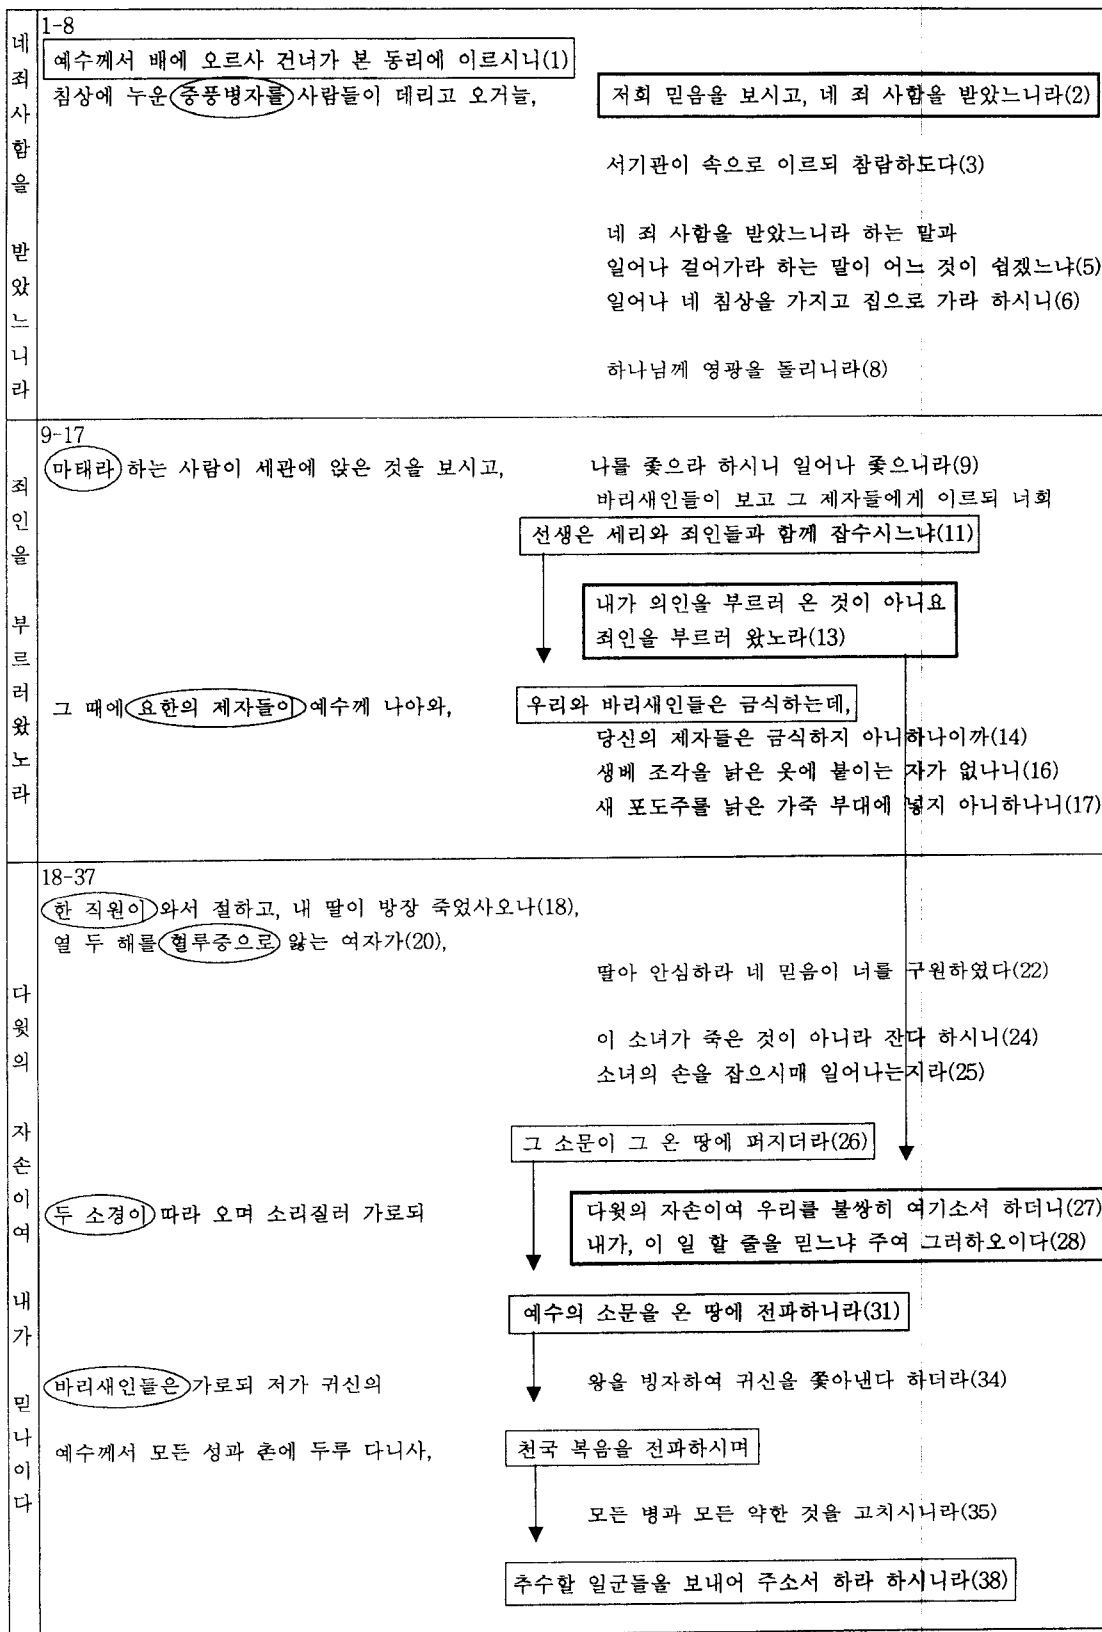 네 죄 사함을 받았느니라
1-8
예수께서 배에 오르사 건너가 본 동리에 이르시니(1)
침상에 누운 중풍병자를 사람들이 데리고 오거늘,
저희 믿음을 보시고, 네 죄 사함을 받았느니라(2)
서기관이 속으로 이르되 참람하도다(3)
네 죄 사함을 받았느니라 하는 말과
일어나 걸어가라 하는 말이 어느 것이 쉽겠느냐(5)
일어나 네 침상을 가지고 집으로 가라 하시니(6)
하나님께 영광을 돌리니라(8)
죄인을 부르러 왔노라
9-17
마태라 하는 사람이 세관에 앉은 것을 보시고,
나를 좇으라 하시니 일어나 좇으니라(9)
바리새인들이 보고 그 제자들에게 이르되 너희
선생은 세리와 죄인들과 함께 잡수시느냐(11)
내가 의인을 부르러 온 것이 아니요
죄인을 부르러 왔노라(13)
그 때에 요한의 제자들이 예수께 나아와,
우리와 바리새인들은 금식하는데,
당신의 제자들은 금식하지 아니하나이까(14)
생베 조각을 낡은 옷에 붙이는 자가 없나니(16)
새 포도주를 낡은 가죽 부대에 넣지 아니하나니(17)
다윗의 자손이여 내가 믿나이다
18-37
한 직원이 와서 절하고, 내 딸이 방장 죽었사오나(18),
열 두 해를 혈루증으로 앓는 여자가(20),
딸아 안심하라 네 믿음이 너를 구원하였다(22)
이 소녀가 죽은 것이 아니라 잔다 하시니(24)
소녀의 손을 잡으시매 일어나는지라(25)
그 소문이 그 온 땅에 퍼지더라(26)
두 소경이 따라 오며 소리질러 가로되
다윗의 자손이여 우리를 불쌍히 여기소서 하더니(27)
내가, 이 일 할 줄을 믿느냐 주여 그러하오이다(28)
예수의 소문을 온 땅에 전파하니라(31)
바리새인들은 가로되 저가 귀신의
왕을 빙자하여 귀신을 쫓아낸다 하더라(34)
예수께서 모든 성과 촌에 두루 다니사,
천국 복음을 전파하시며
모든 병과 모든 약한 것을 고치시니라(35)
추수할 일군들을 보내어 주소서 하라 하시니라(38)